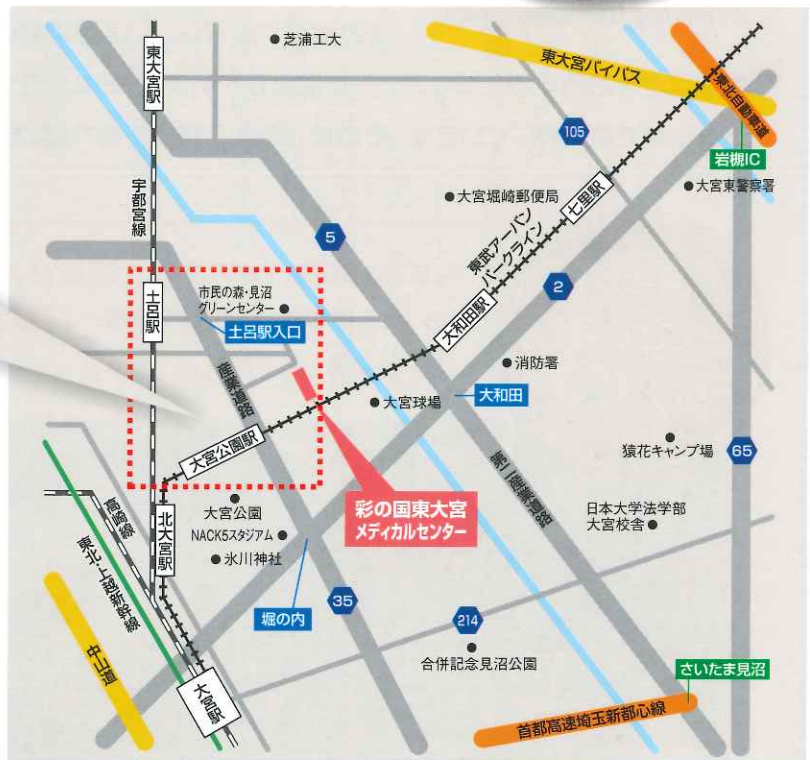 芝浦工大
東大宮駅
東大宮バイパス
東北自動車道
105
岩槻IC
大宮東警察署
大宮堀崎郵便局
七里駅
宇都宮線
東武アーバン
パークライン
5
2
土呂駅
市民の森・見沼
グリーンセンター
土呂駅入口
大和田駅
産業道路
消防署
大宮球場
大和田
大宮公園駅
猿花キャンプ場
65
第二産業道路
彩の国東大宮
メディカルセンター
大宮公園
高崎線
北大宮駅
NACK5スタジアム
日本大学法学部
大宮校舎
氷川神社
東北・上越新幹線
35
堀の内
214
中山道
合併記念見沼公園
さいたま見沼
大宮駅
首都高速埼玉新都心線